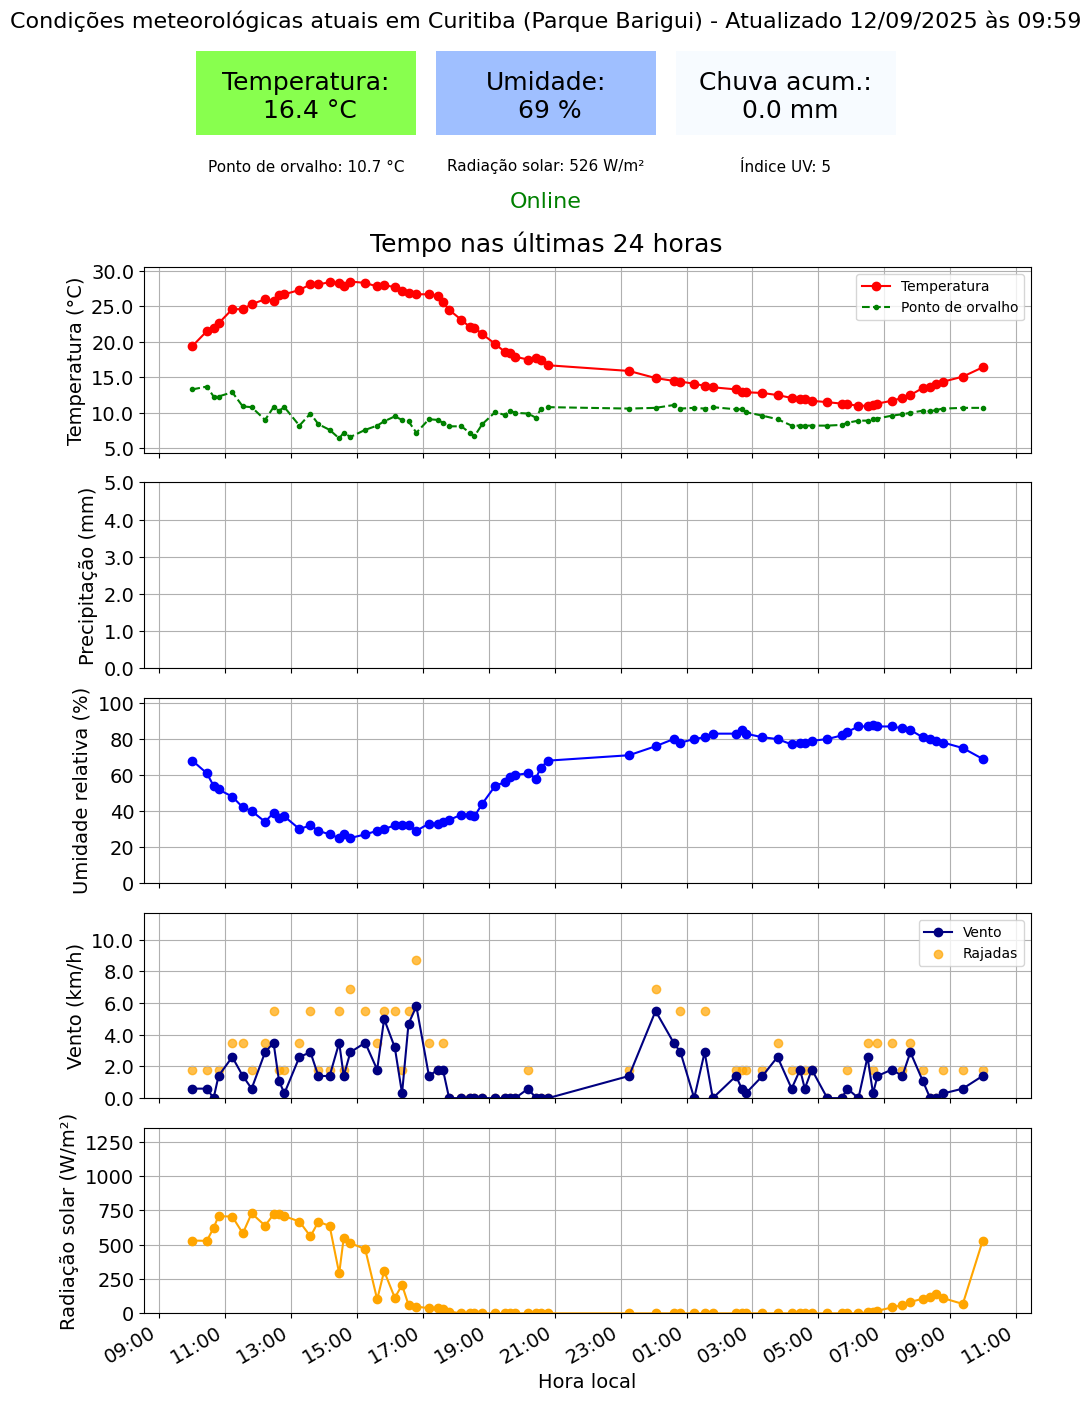 Condições meteorológicas atuais em Curitiba (Parque Barigui) - Atualizado 12/09/2025 às 09:59
Temperatura:
16.4 °C
Umidade:
69 %
Chuva acum.:
0.0 mm
Ponto de orvalho: 10.7 °C
Radiação solar: 526 W/m²
Índice UV: 5
Online
Tempo nas últimas 24 horas
Temperatura (°C)
30.0
25.0
20.0
15.0
10.0
5.0
Temperatura
Ponto de orvalho
Precipitação (mm)
5.0
4.0
3.0
2.0
1.0
0.0
Umidade relativa (%)
100
80
60
40
20
0
Vento (km/h)
10.0
8.0
6.0
4.0
2.0
0.0
Vento
Rajadas
Radiação solar (W/m²)
1250
1000
750
500
250
0
09:00
11:00
13:00
15:00
17:00
19:00
21:00
23:00
01:00
03:00
05:00
07:00
09:00
11:00
Hora local